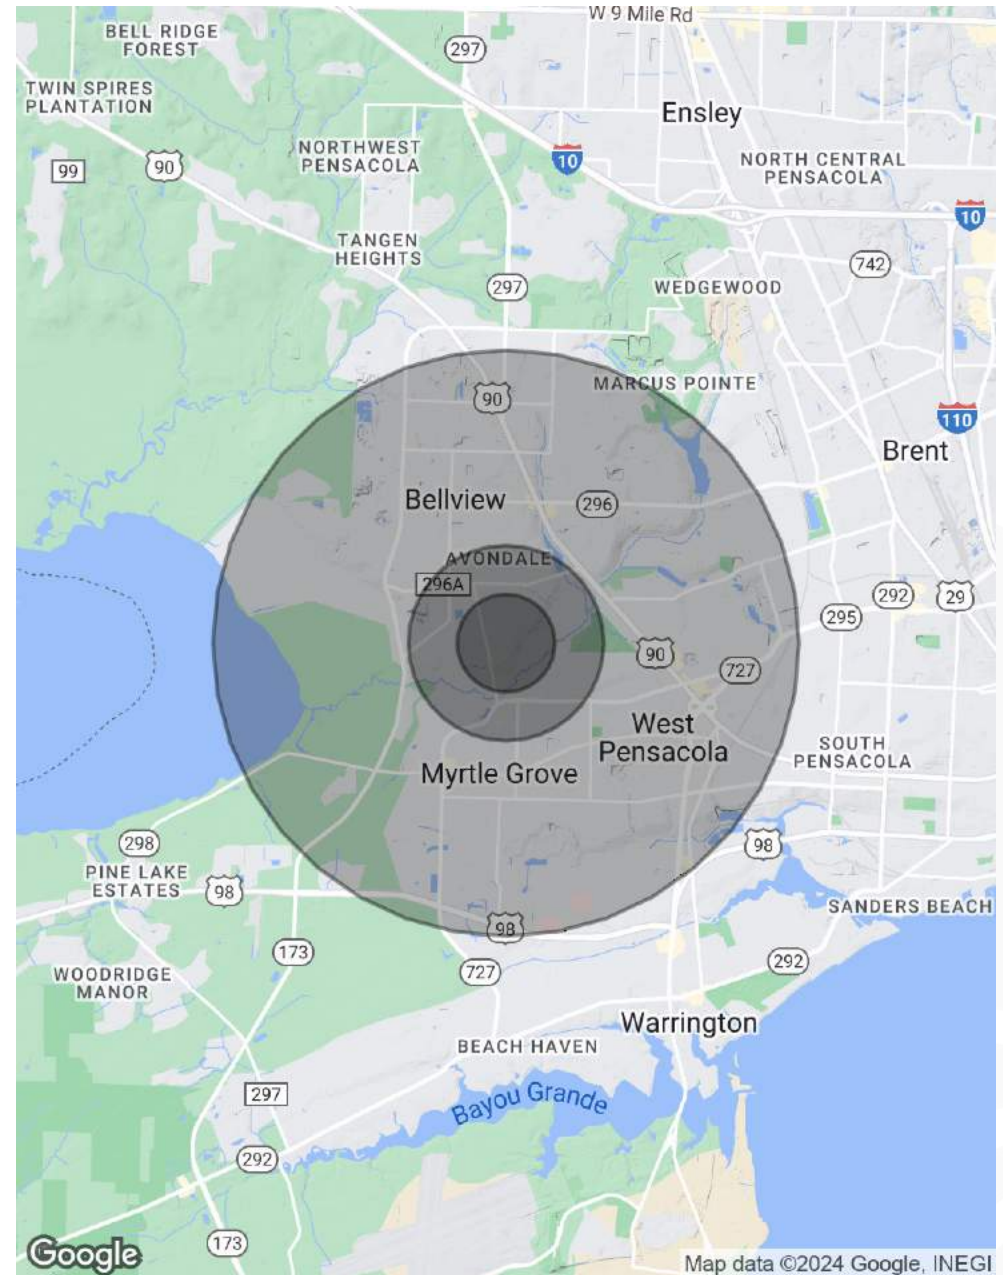 W 9 Mile Rd
BELL RIDGE
FOREST
297
TWIN SPIRES
PLANTATION
Ensley
NORTHWEST
PENSACOLA
10
NORTH CENTRAL
PENSACOLA
99
90
10
TANGEN
HEIGHTS
742
297
WEDGEWOOD
MARCUS POINTE
90
110
Brent
Bellview
296
AVONDALE
296A
292
29
295
90
727
West
Pensacola
SOUTH
PENSACOLA
Myrtle Grove
298
98
PINE LAKE
ESTATES
98
SANDERS BEACH
98
173
292
727
WOODRIDGE
MANOR
Warrington
BEACH HAVEN
297
Bayou Grande
292
173
Google
Map data ©2024 Google, INEGI